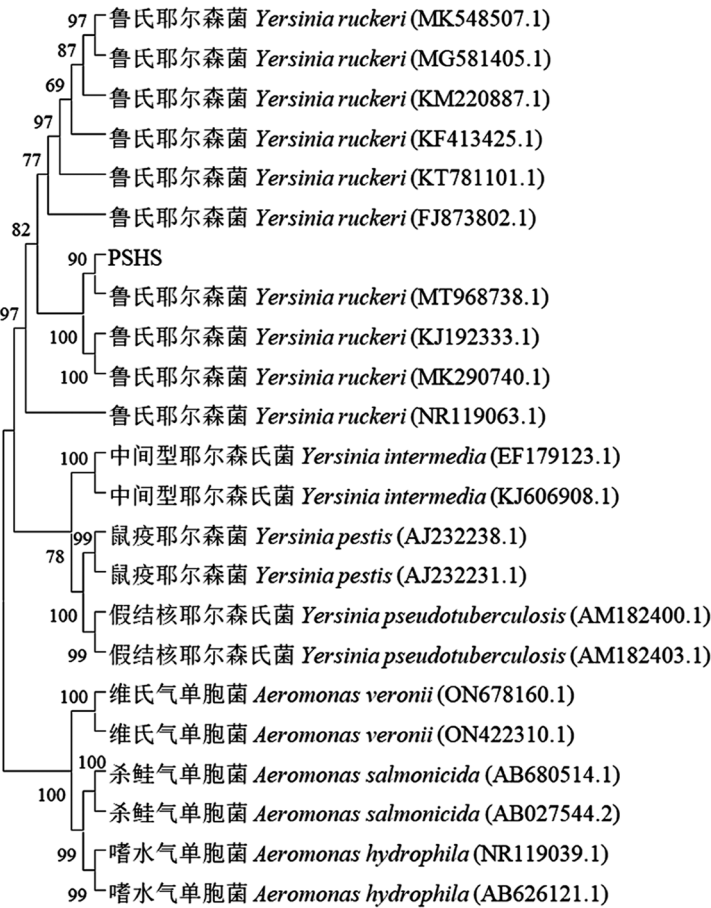 97 鲁氏耶尔森菌 Yersinia ruckeri (MK548507.1)
87 鲁氏耶尔森菌 Yersinia ruckeri (MG581405.1)
69 鲁氏耶尔森菌 Yersinia ruckeri (KM220887.1)
97 鲁氏耶尔森菌 Yersinia ruckeri (KF413425.1)
77 鲁氏耶尔森菌 Yersinia ruckeri (KT781101.1)
鲁氏耶尔森菌 Yersinia ruckeri (FJ873802.1)
82
90 PSHS
97 鲁氏耶尔森菌 Yersinia ruckeri (MT968738.1)
100 鲁氏耶尔森菌 Yersinia ruckeri (KJ192333.1)
100 鲁氏耶尔森菌 Yersinia ruckeri (MK290740.1)
鲁氏耶尔森菌 Yersinia ruckeri (NR119063.1)
100 中间型耶尔森氏菌 Yersinia intermedia (EF179123.1)
中间型耶尔森氏菌 Yersinia intermedia (KJ606908.1)
99 鼠疫耶尔森菌 Yersinia pestis (AJ232238.1)
78 鼠疫耶尔森菌 Yersinia pestis (AJ232231.1)
100 假结核耶尔森氏菌 Yersinia pseudotuberculosis (AM182400.1)
99 假结核耶尔森氏菌 Yersinia pseudotuberculosis (AM182403.1)
100 维氏气单胞菌 Aeromonas veronii (ON678160.1)
维氏气单胞菌 Aeromonas veronii (ON422310.1)
100 杀鲑气单胞菌 Aeromonas salmonicida (AB680514.1)
100 杀鲑气单胞菌 Aeromonas salmonicida (AB027544.2)
99 嗜水气单胞菌 Aeromonas hydrophila (NR119039.1)
99 嗜水气单胞菌 Aeromonas hydrophila (AB626121.1)